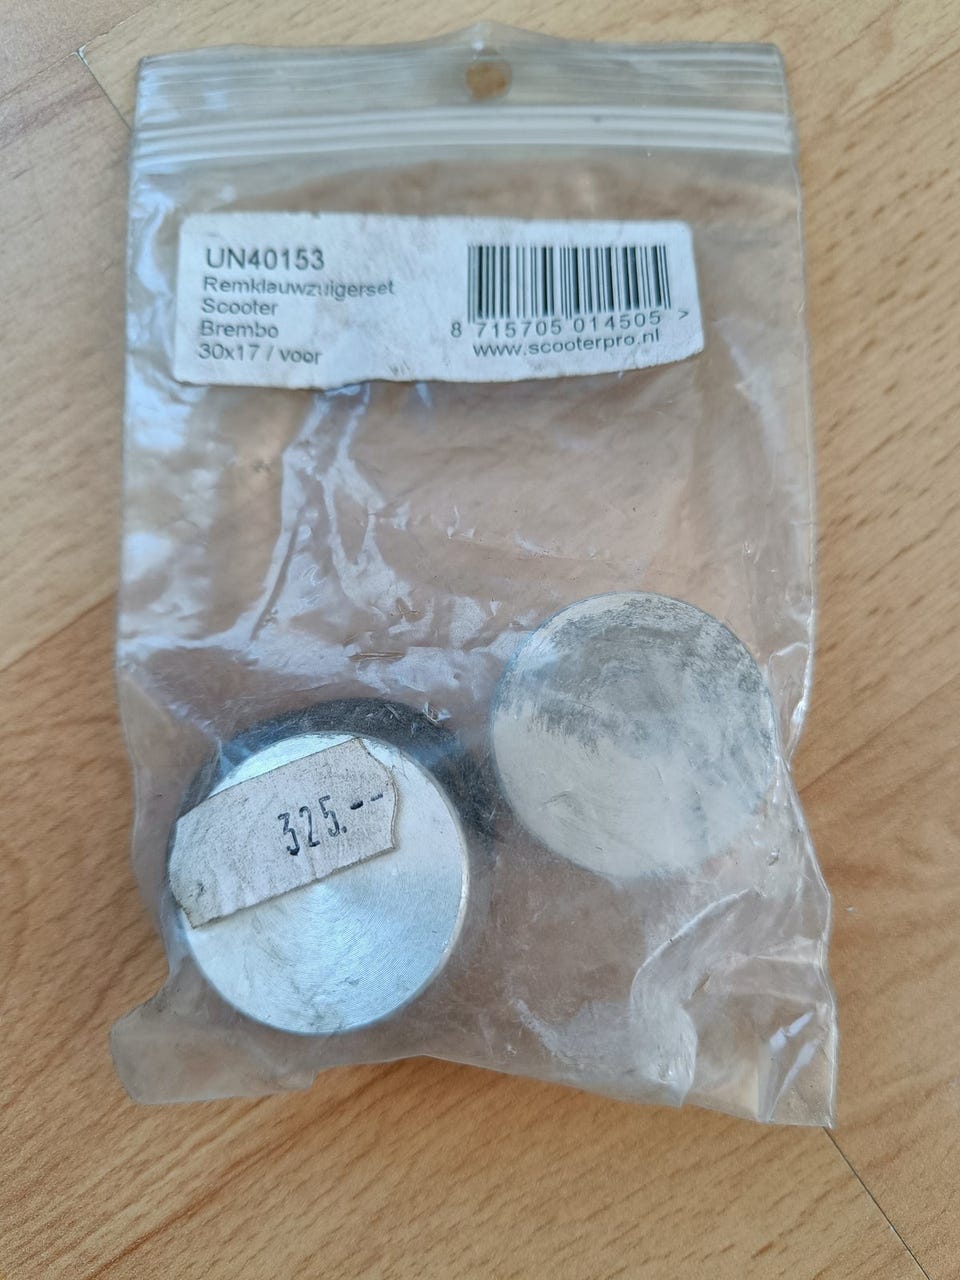 UN40153
Remklauwzuigerset
Scooter
Brembo
30x17 / voor
8 715705 014505 >
www.scooterpro.nl
325.--